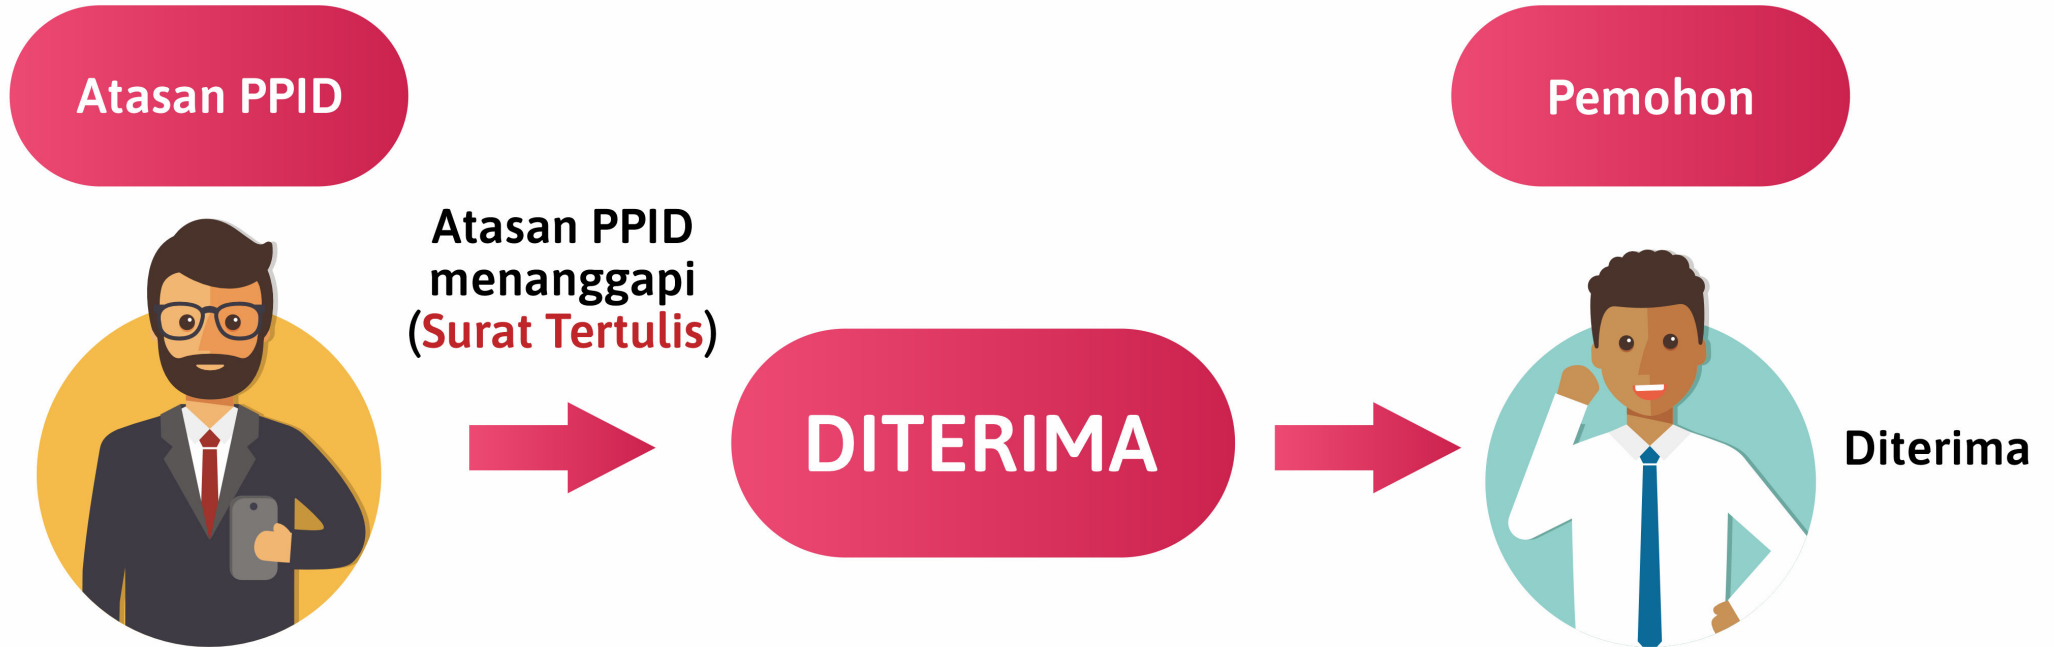 Atasan PPID
Pemohon
Atasan PPID
menanggapi
(Surat Tertulis)
DITERIMA
Diterima